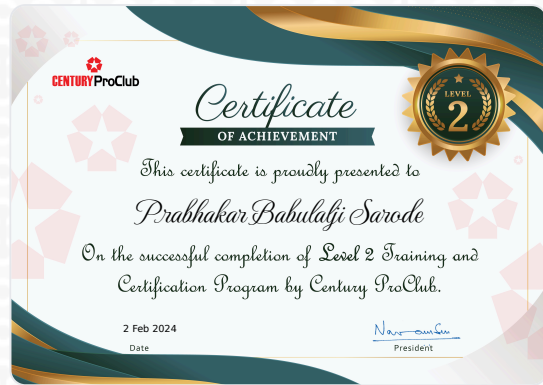 CENTURY ProClub
Certificate
OF ACHIEVEMENT
LEVEL
2
This certificate is proudly presented to
Prabhakar Babulalji Sarode
On the successful completion of Level 2 Training and
Certification Program by Century ProClub.
2 Feb 2024
Date
President